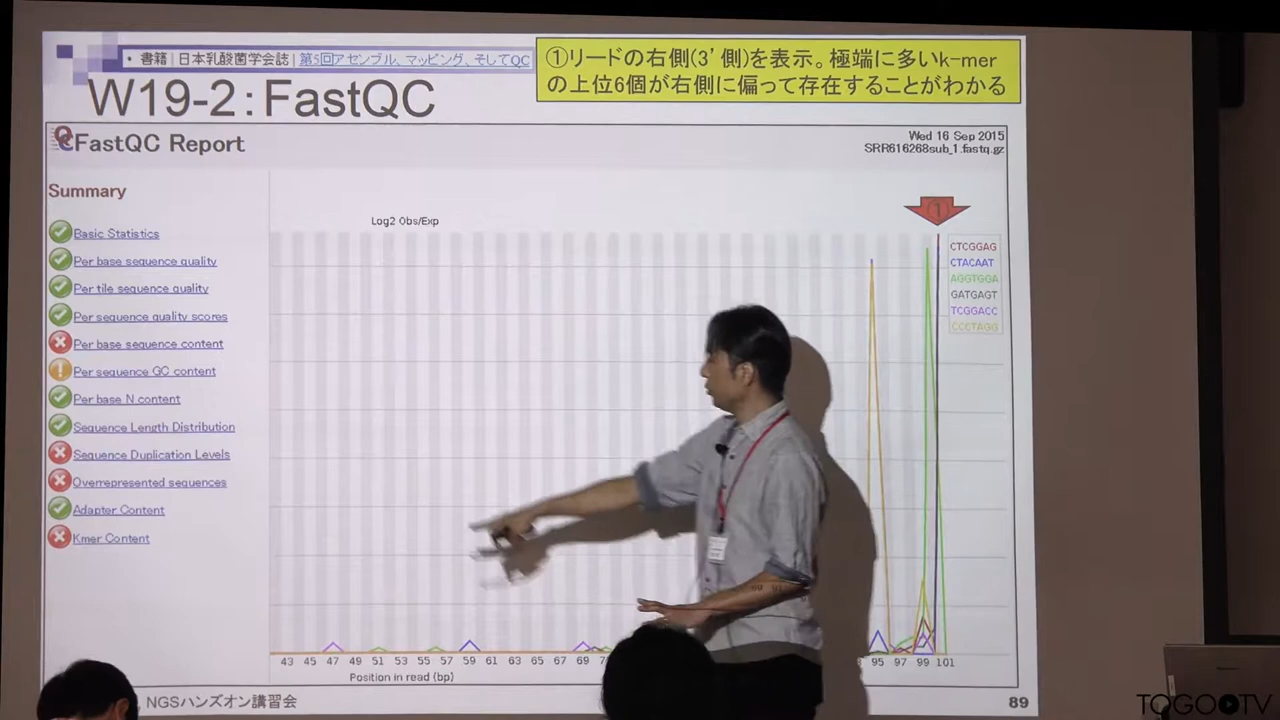 ・書籍 | 日本乳酸菌学会誌 | 第5回アセンブル、マッピング、そしてQC
①リードの右側(3’側)を表示。極端に多いk-mer
の上位6個が右側に偏って存在することがわかる
W19-2:FastQC
FastQC Report
Wed 16 Sep 2015
SRR616268sub_1.fastq.gz
Summary
Basic Statistics
Per base sequence quality
Per tile sequence quality
Per sequence quality scores
Per base sequence content
Per sequence GC content
Per base N content
Sequence Length Distribution
Sequence Duplication Levels
Overrepresented sequences
Adapter Content
Kmer Content
Log2 Obs/Exp
①
CTCGGAG
CTACAAT
AGGTGGA
GATGAGT
TCGGACC
CCCTAGG
43 45 47 49 51 53 55 57 59 61 63 65 67 69 95 97 99 101
Position in read (bp)
NGSハンズオン講習会
89
TOGOTV